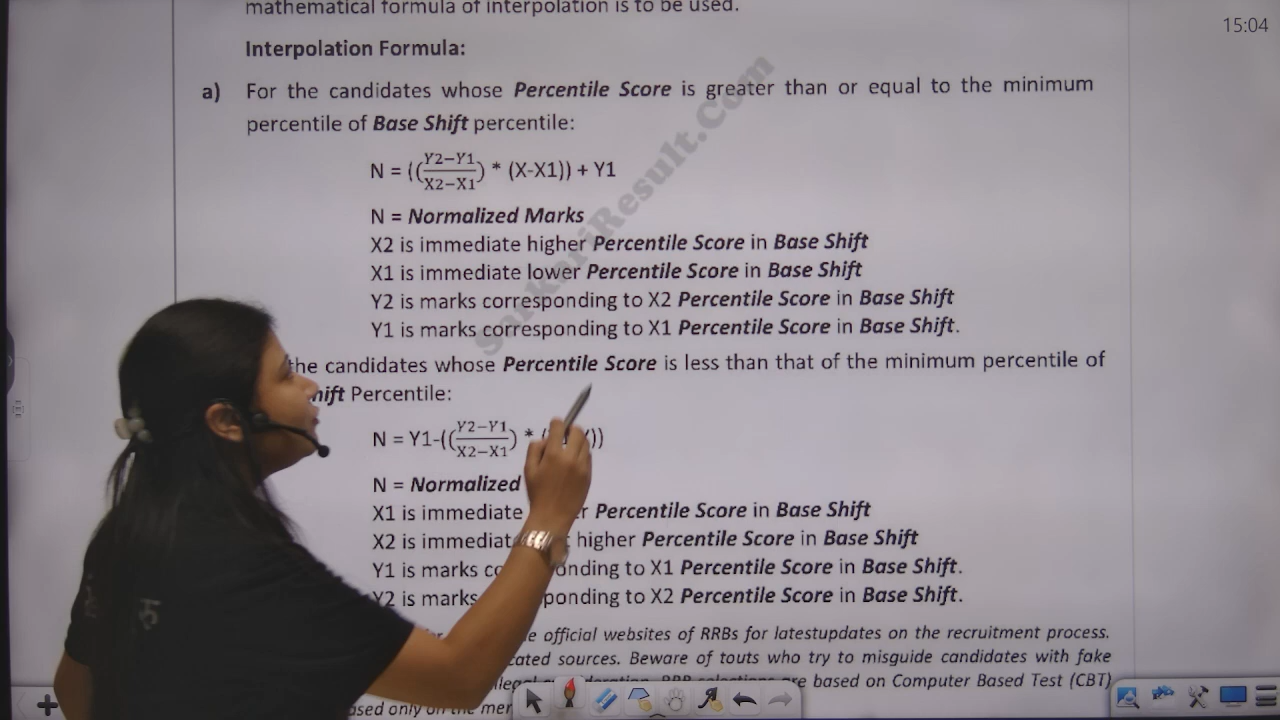 mathematical formula of interpolation is to be used.
15:04
Interpolation Formula:
a) For the candidates whose Percentile Score is greater than or equal to the minimum
percentile of Base Shift percentile:
N = ((Y2−Y1/X2−X1) * (X-X1)) + Y1
N = Normalized Marks
X2 is immediate higher Percentile Score in Base Shift
X1 is immediate lower Percentile Score in Base Shift
Y2 is marks corresponding to X2 Percentile Score in Base Shift
Y1 is marks corresponding to X1 Percentile Score in Base Shift.
the candidates whose Percentile Score is less than that of the minimum percentile of
Percentile:
N = Y1-((Y2−Y1/X2−X1) * ( ))
N = Normalized
X1 is immediate Percentile Score in Base Shift
X2 is higher Percentile Score in Base Shift
Y1 is marks to X1 Percentile Score in Base Shift.
Y2 is marks to X2 Percentile Score in Base Shift.
official websites of RRBs for latestupdates on the recruitment process.
sources. Beware of touts who try to misguide candidates with fake
are based on Computer Based Test (CBT)
only on the
SarkariResult.Com